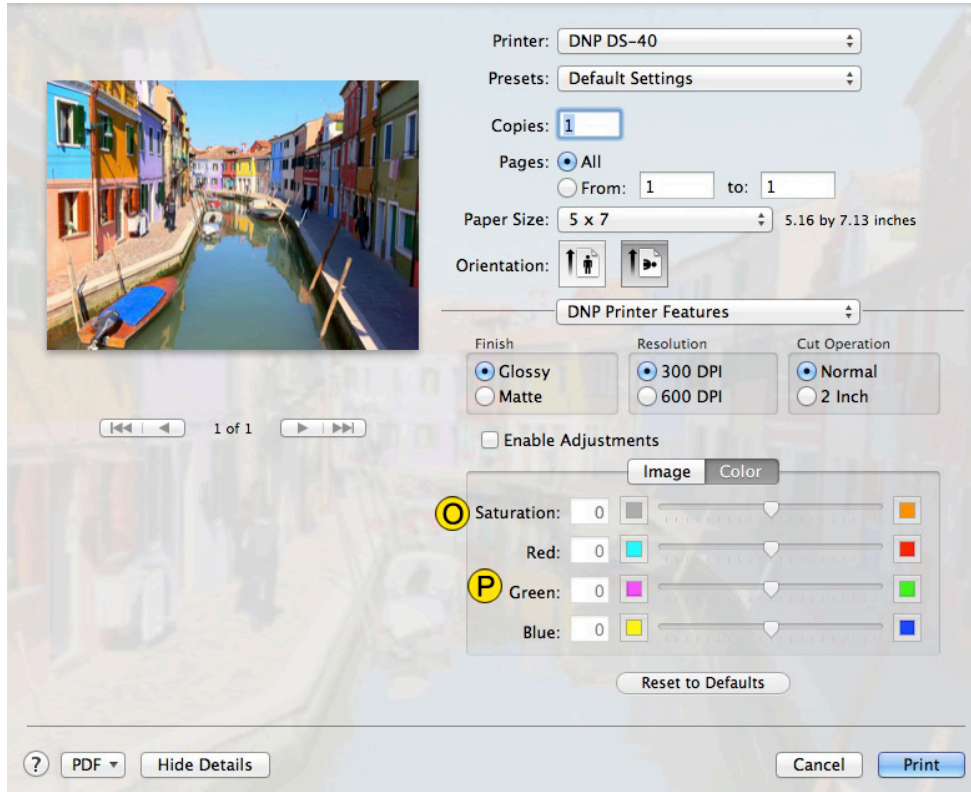 Printer: DNP DS-40
Presets: Default Settings
Copies: 1
Pages: All
From: 1 to: 1
Paper Size: 5 x 7 5.16 by 7.13 inches
Orientation:
DNP Printer Features
Finish Resolution Cut Operation
Glossy 300 DPI Normal
Matte 600 DPI 2 Inch
1 of 1
Enable Adjustments
Image Color
O Saturation: 0
Red: 0
P Green: 0
Blue: 0
Reset to Defaults
? PDF Hide Details Cancel Print